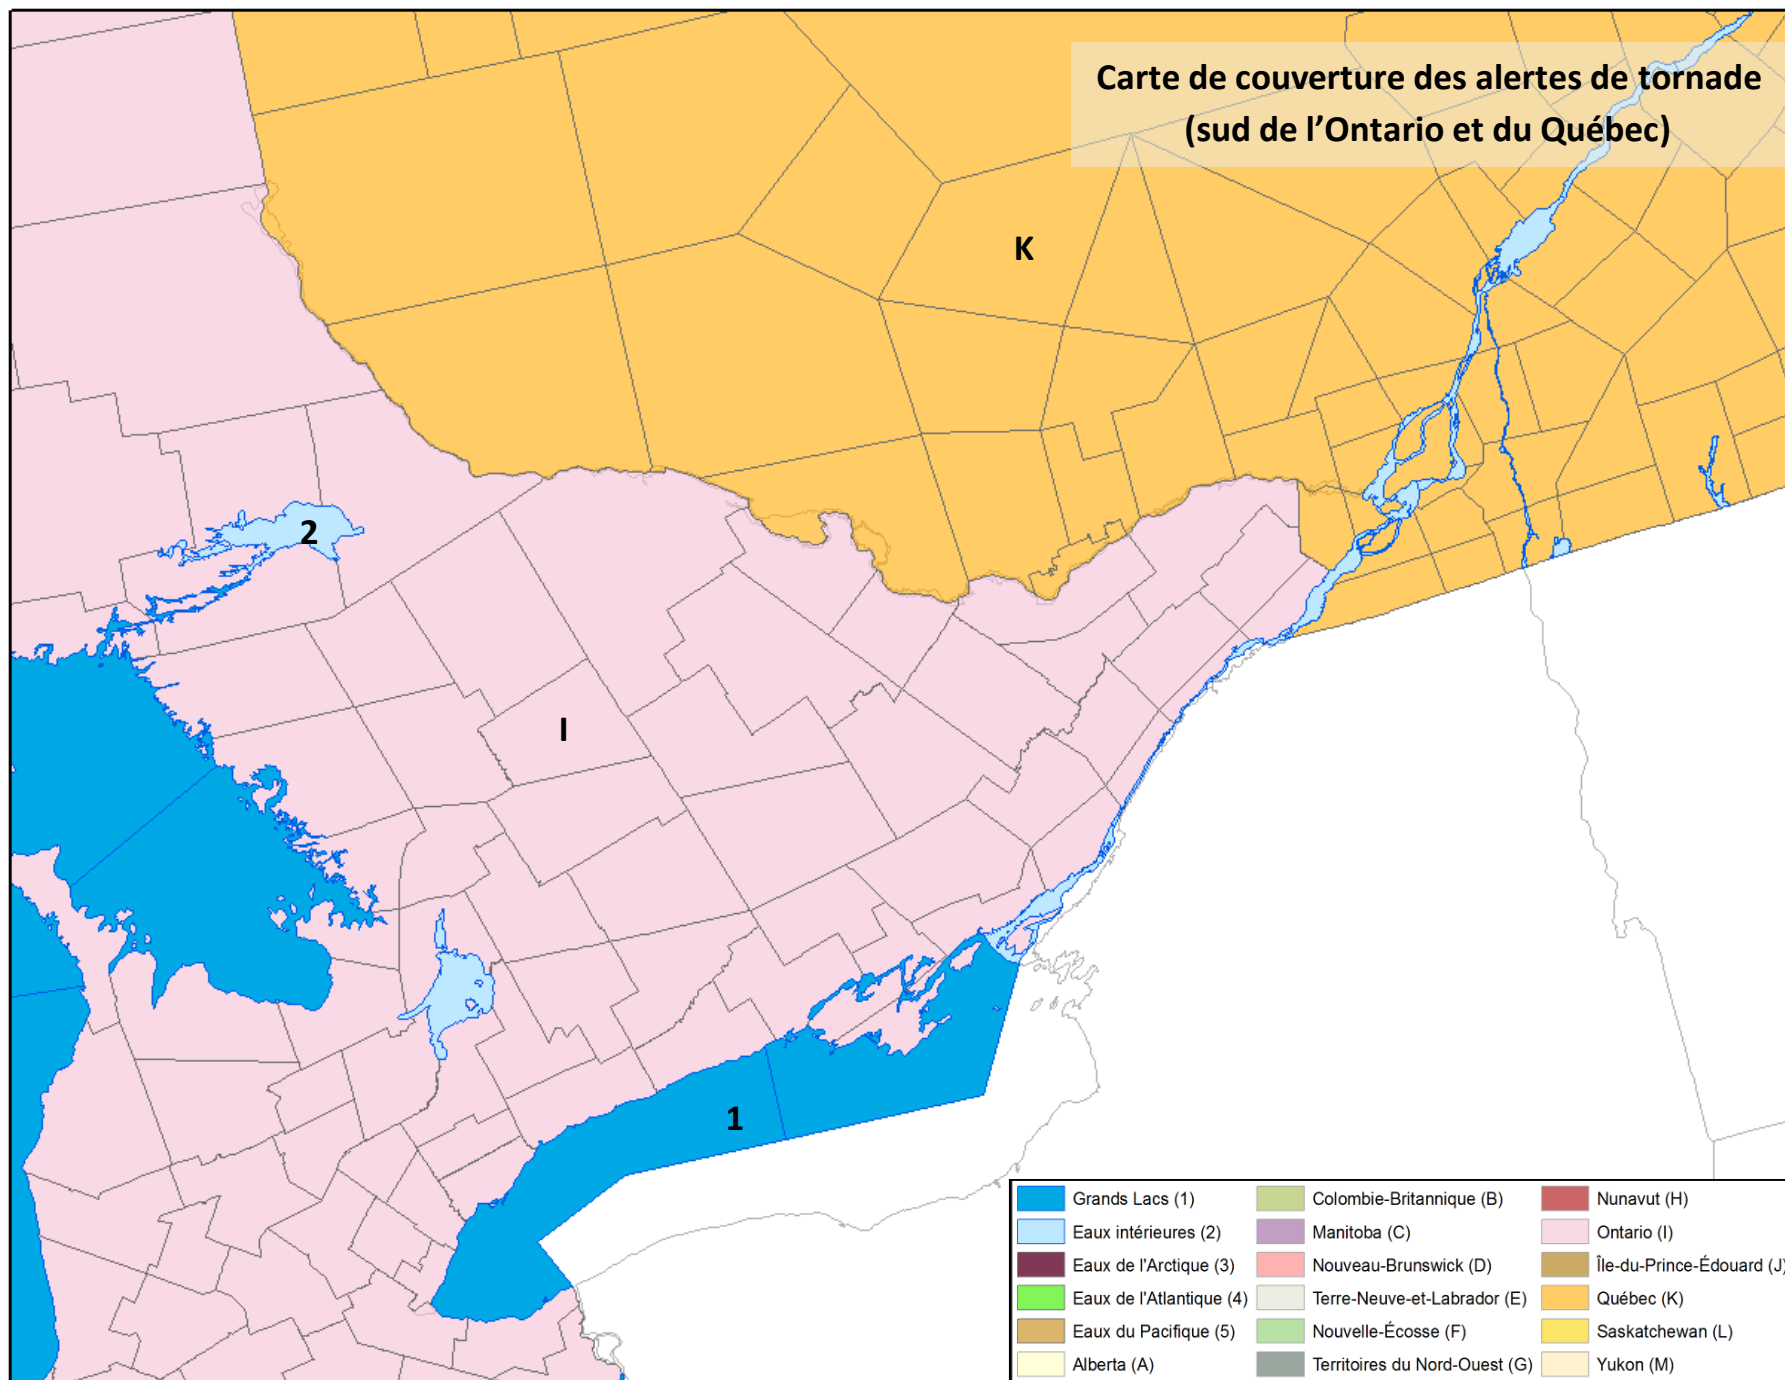 Carte de couverture des alertes de tornade
(sud de l’Ontario et du Québec)
K
2
I
1
Grands Lacs (1)
Eaux intérieures (2)
Eaux de l'Arctique (3)
Eaux de l'Atlantique (4)
Eaux du Pacifique (5)
Alberta (A)
Colombie-Britannique (B)
Manitoba (C)
Nouveau-Brunswick (D)
Terre-Neuve-et-Labrador (E)
Nouvelle-Écosse (F)
Territoires du Nord-Ouest (G)
Nunavut (H)
Ontario (I)
Île-du-Prince-Édouard (J)
Québec (K)
Saskatchewan (L)
Yukon (M)